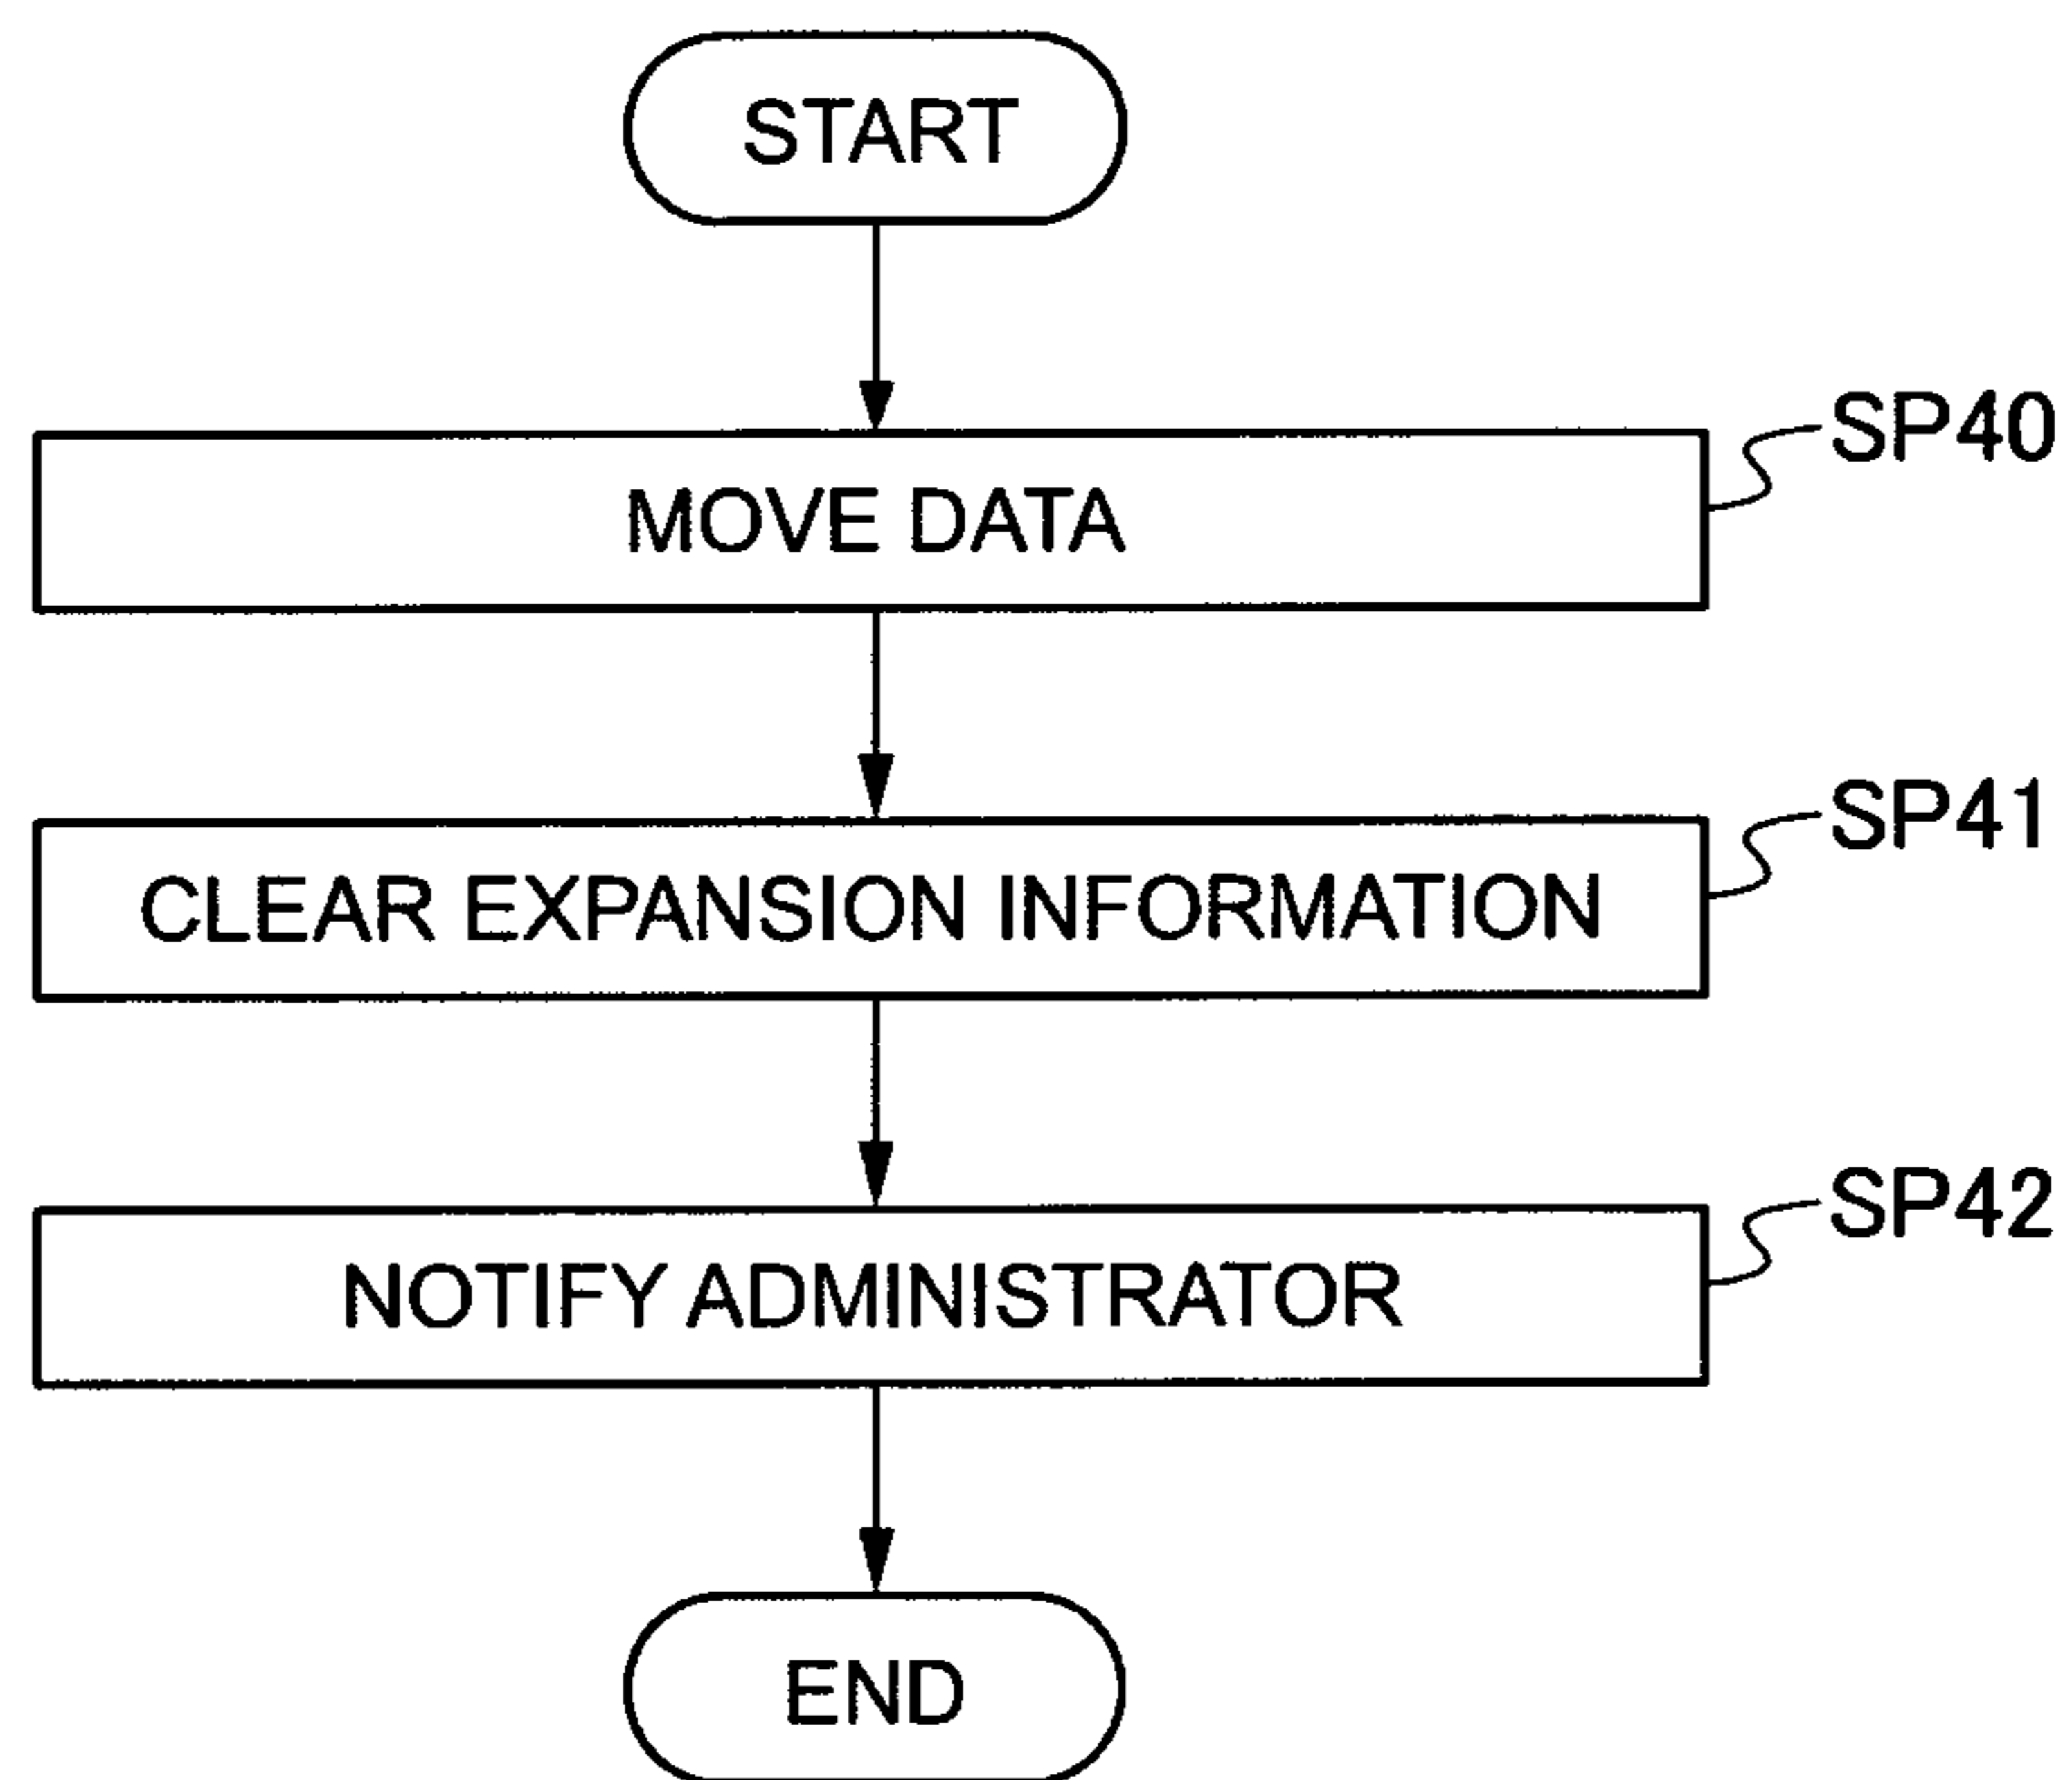 START
SP40
MOVE DATA
SP41
CLEAR EXPANSION INFORMATION
SP42
NOTIFY ADMINISTRATOR
END